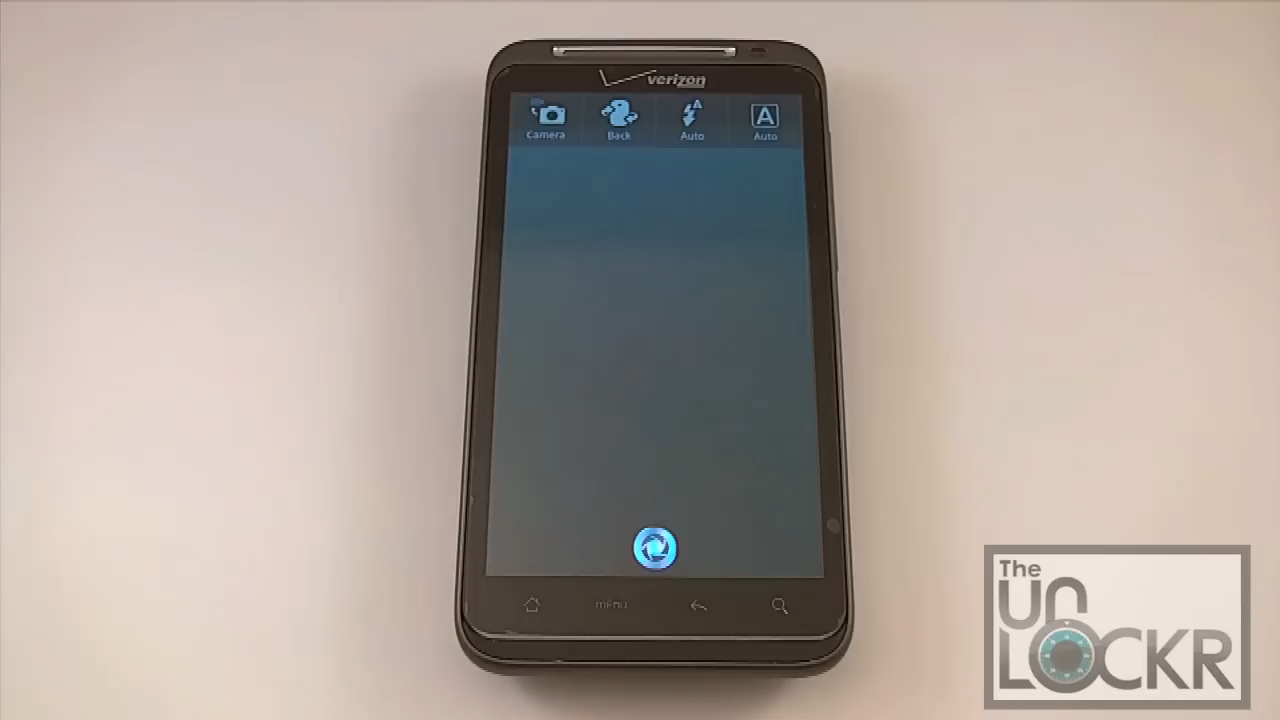 verizon
Camera
Back
Auto
Auto
A
A
MENU
The
UN
LOCKR